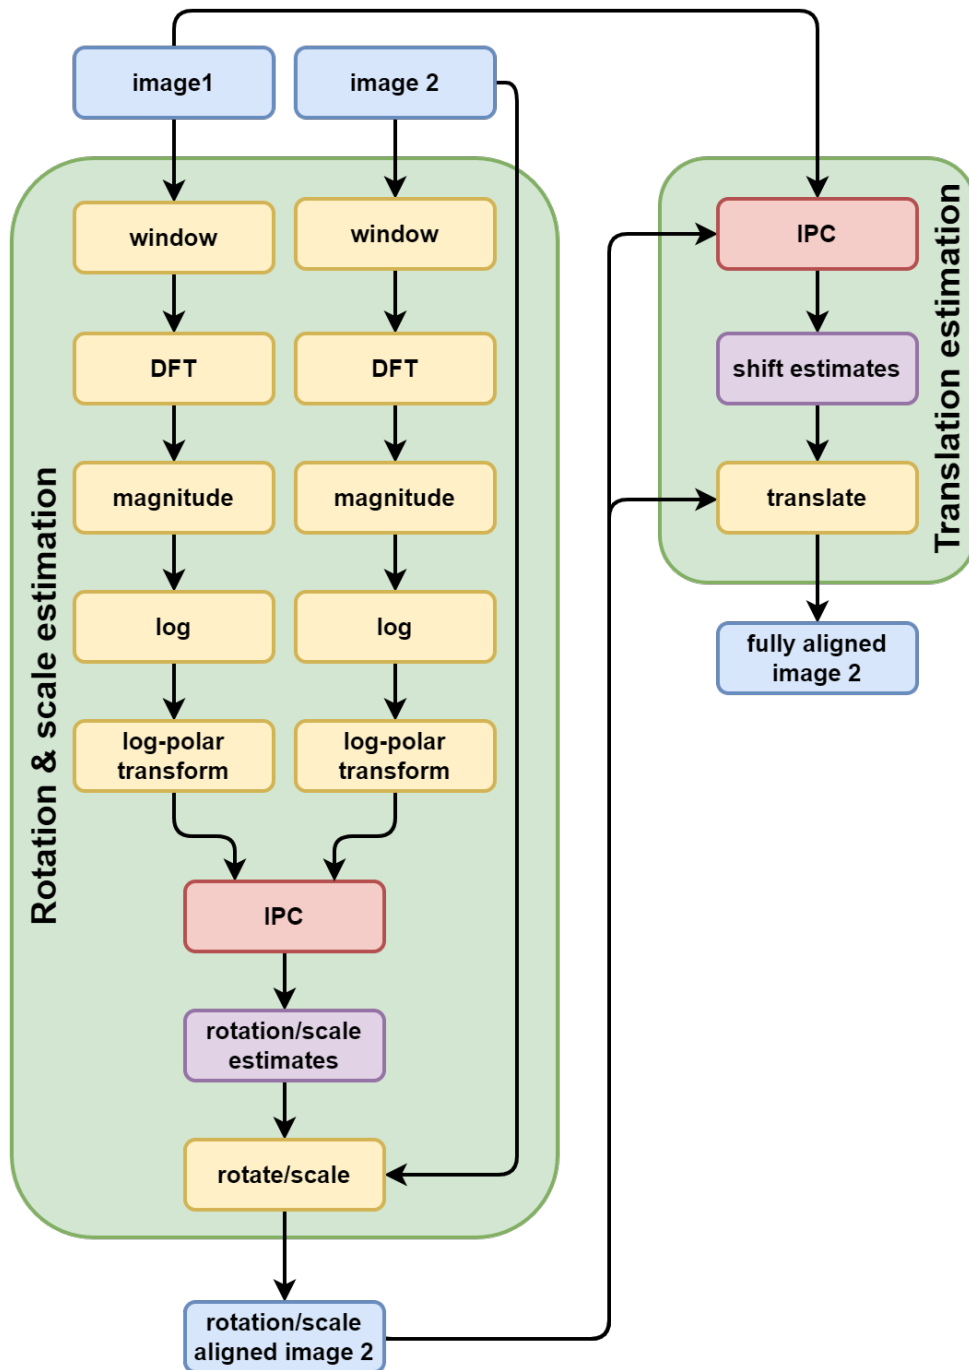 image1
image 2
window
window
DFT
DFT
magnitude
magnitude
log
log
log-polar
transform
log-polar
transform
IPC
rotation/scale
estimates
rotate/scale
rotation/scale
aligned image 2
Rotation & scale estimation
IPC
shift estimates
translate
fully aligned
image 2
Translation estimation